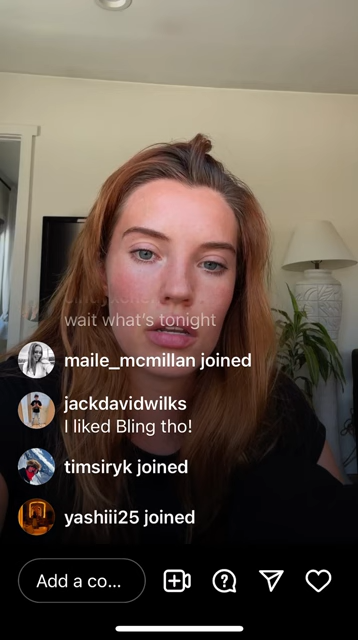 wait what's tonight
maile_mcmillan joined
jackdavidwilks
I liked Bling tho!
timsiryk joined
yashiii25 joined
Add a co...